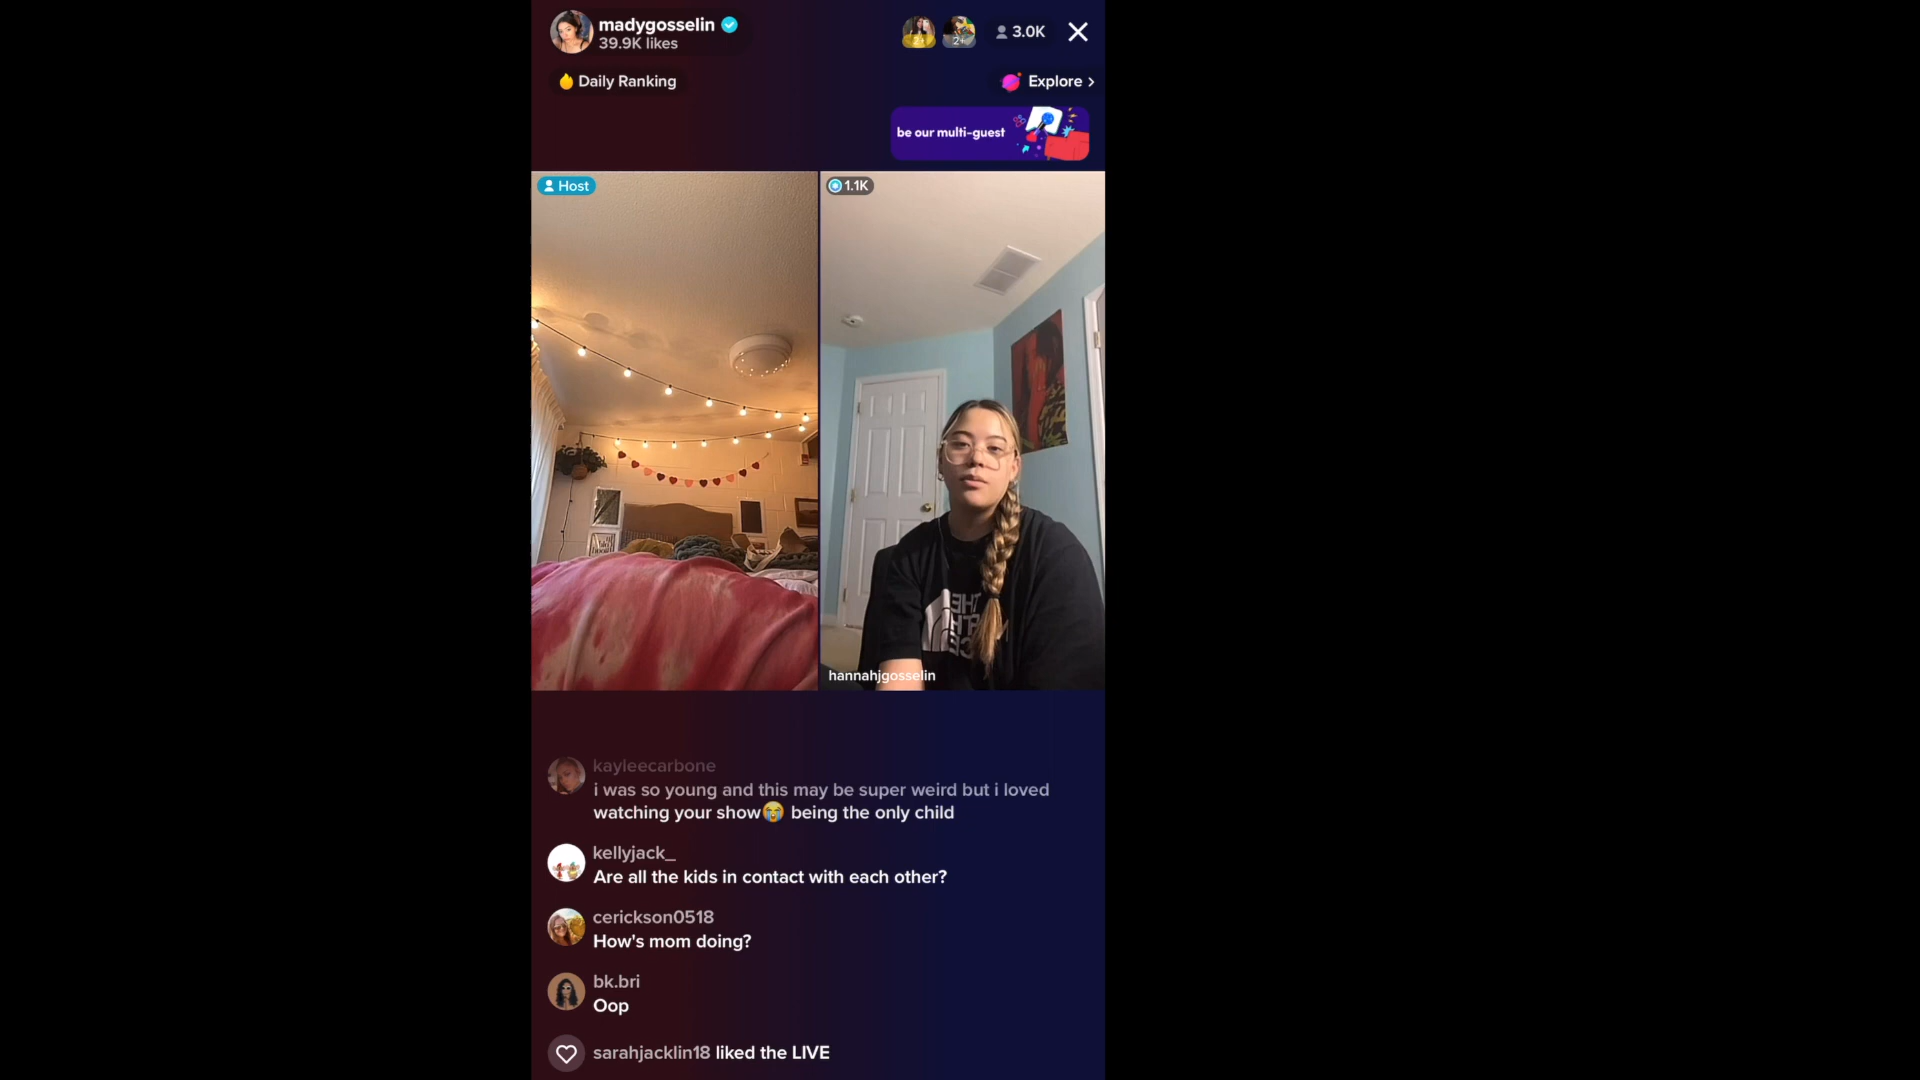 madygosselin
39.9K likes
2+
2+
3.0K
Daily Ranking
Explore >
be our multi-guest
Host
1.1K
THE
hannahjgosselin
kayleecarbone
i was so young and this may be super weird but i loved
watching your show😭 being the only child
kellyjack_
Are all the kids in contact with each other?
cerickson0518
How's mom doing?
bk.bri
Oop
sarahjacklin18 liked the LIVE